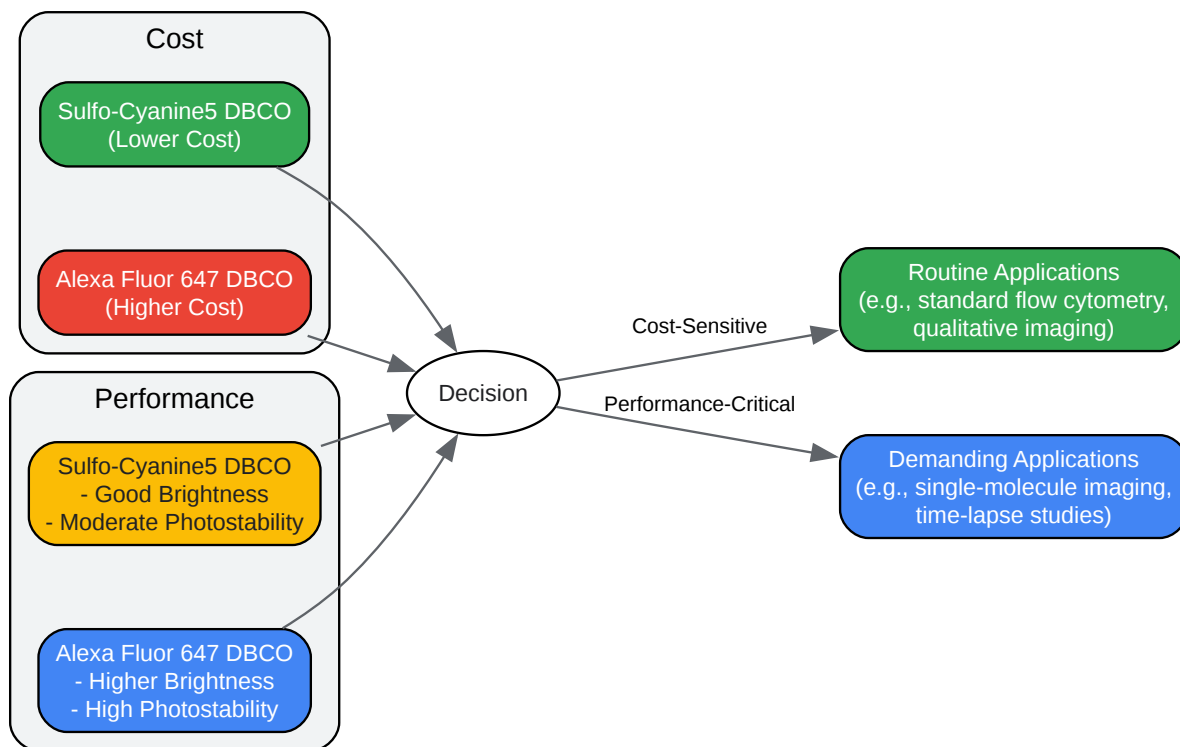 Cost
Sulfo-Cyanine5 DBCO
(Lower Cost)
Alexa Fluor 647 DBCO
(Higher Cost)
Performance
Sulfo-Cyanine5 DBCO
- Good Brightness
- Moderate Photostability
Alexa Fluor 647 DBCO
- Higher Brightness
- High Photostability
Decision
Cost-Sensitive
Performance-Critical
Routine Applications
(e.g., standard flow cytometry,
qualitative imaging)
Demanding Applications
(e.g., single-molecule imaging,
time-lapse studies)